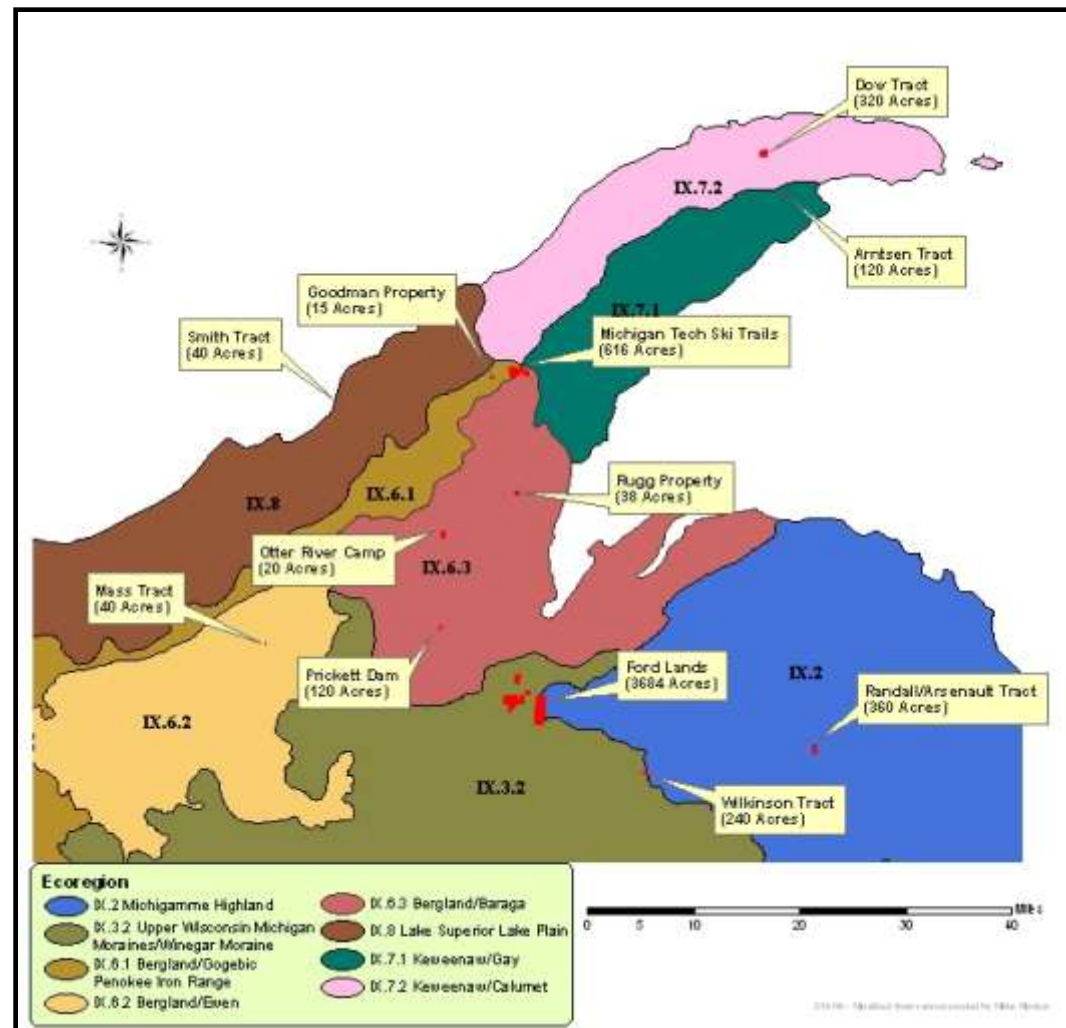 Dow Tract
(320 Acres)
IX.7.2
Arntsen Tract
(120 Acres)
Goodman Property
(15 Acres)
IX.7.1
Michigan Tech Ski Trails
(616 Acres)
Smith Tract
(40 Acres)
IX.8
IX.6.1
Rugg Property
(38 Acres)
Otter River Camp
(20 Acres)
IX.6.3
Mass Tract
(40 Acres)
Prickett Dam
(120 Acres)
Ford Lands
(3684 Acres)
IX.2
Randall/Arsenault Tract
(360 Acres)
IX.6.2
IX.3.2
Wilkinson Tract
(240 Acres)
Ecoregion
IX.2 Michigamme Highland
IX.3.2 Upper Wisconsin Michigan
Moraines/Winegar Moraine
IX.6.1 Bergland/Gogebic
Penokee Iron Range
IX.6.2 Bergland/Ewen
IX.6.3 Bergland/Baraga
IX.8 Lake Superior Lake Plain
IX.7.1 Keweenaw/Gay
IX.7.2 Keweenaw/Calumet
Miles
0 5 10 20 30 40